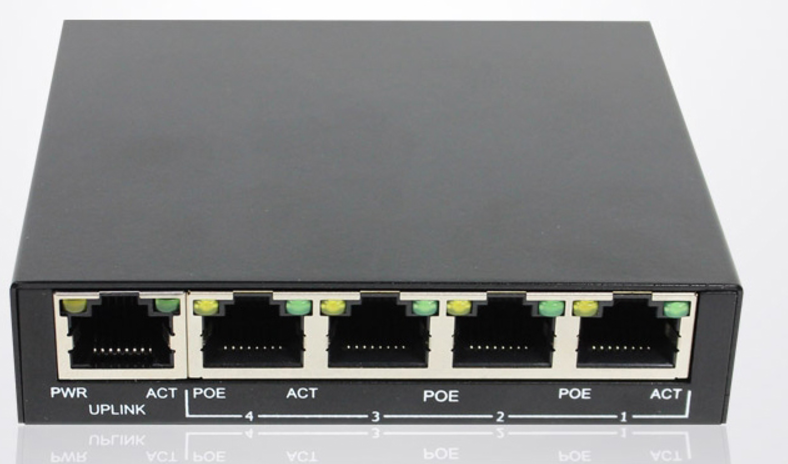 PWR ACT POE ACT POE POE ACT
UPLINK
4 3 2 1